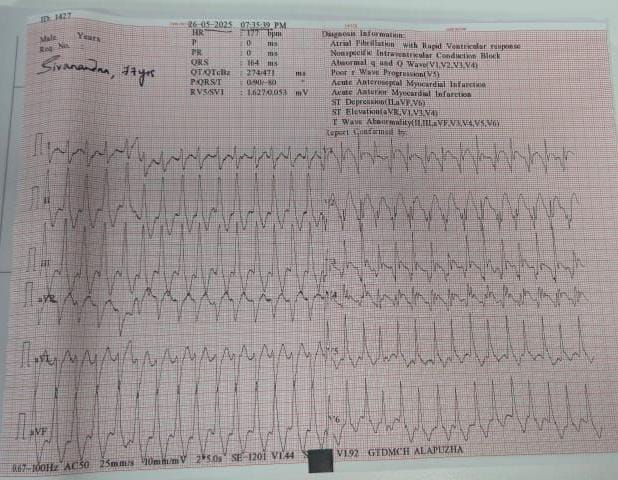 ID: 1427
26-05-2025 07:35:39 PM
Male Years
Req. No. :
Sivanandan, 77yrs
HR : 177 bpm
P : 0 ms
PR : 0 ms
QRS : 164 ms
QT/QTcBz : 274/471 ms
P/QRS/T : 0/90/-80 °
RV5/SV1 : 1.627/0.053 mV
Diagnosis Information:
Atrial Fibrillation with Rapid Ventricular response
Nonspecific Intraventricular Conduction Block
Abnormal q and Q Wave(V1,V2,V3,V4)
Poor r Wave Progression(V5)
Acute Anteroseptal Myocardial Infarction
Acute Anterior Myocardial Infarction
ST Depression(II,aVF,V6)
ST Elevation(aVR,V1,V3,V4)
T Wave Abnormality(II,III,aVF,V3,V4,V5,V6)
Report Confirmed by:
II
III
aVR
aVL
aVF
V5
V6
0.67~100Hz AC50 25mm/s 10mm/mV 2*5.0s SE-1201 V1.44 V1.92 GTDMCH ALAPUZHA